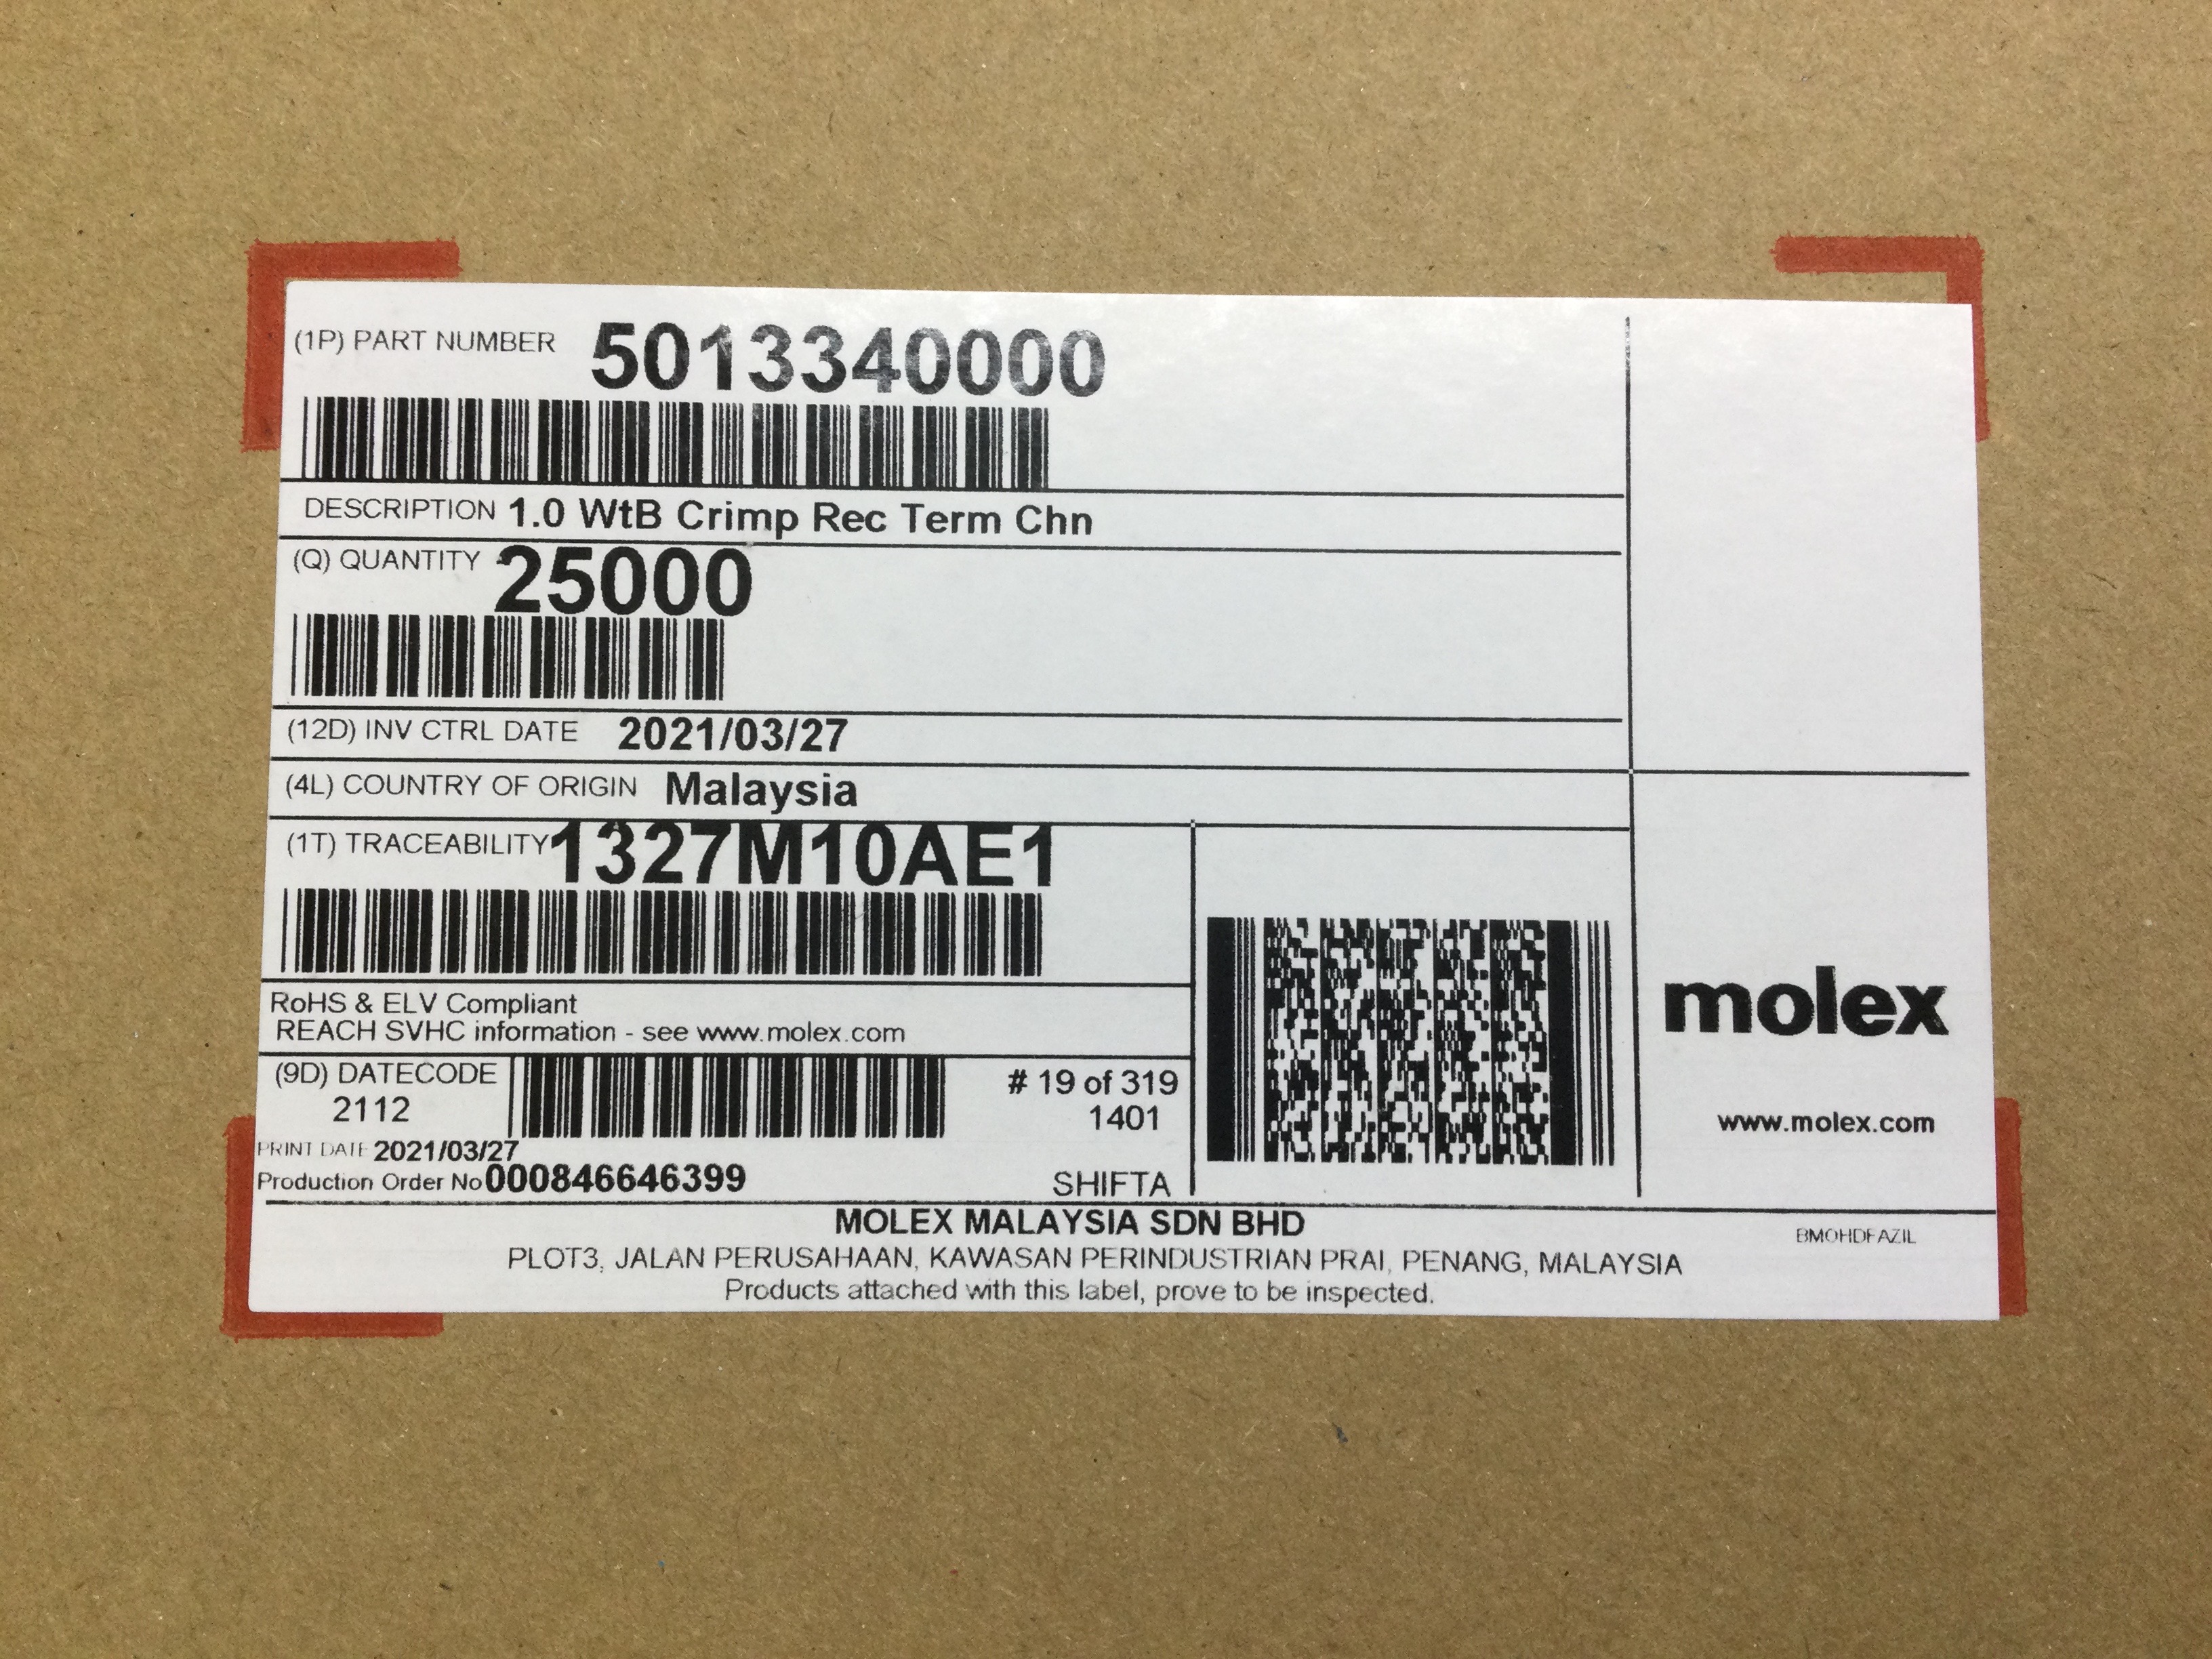 (1P) PART NUMBER 5013340000
DESCRIPTION 1.0 WtB Crimp Rec Term Chn
(Q) QUANTITY 25000
(12D) INV CTRL DATE 2021/03/27
(4L) COUNTRY OF ORIGIN Malaysia
(1T) TRACEABILITY 1327M10AE1
RoHS & ELV Compliant
REACH SVHC information - see www.molex.com
(9D) DATECODE
2112
# 19 of 319
1401
PRINT DATE 2021/03/27
Production Order No 000846646399
SHIFTA
molex
www.molex.com
MOLEX MALAYSIA SDN BHD
BMOHDFAZIL
PLOT3, JALAN PERUSAHAAN, KAWASAN PERINDUSTRIAN PRAI, PENANG, MALAYSIA
Products attached with this label, prove to be inspected.